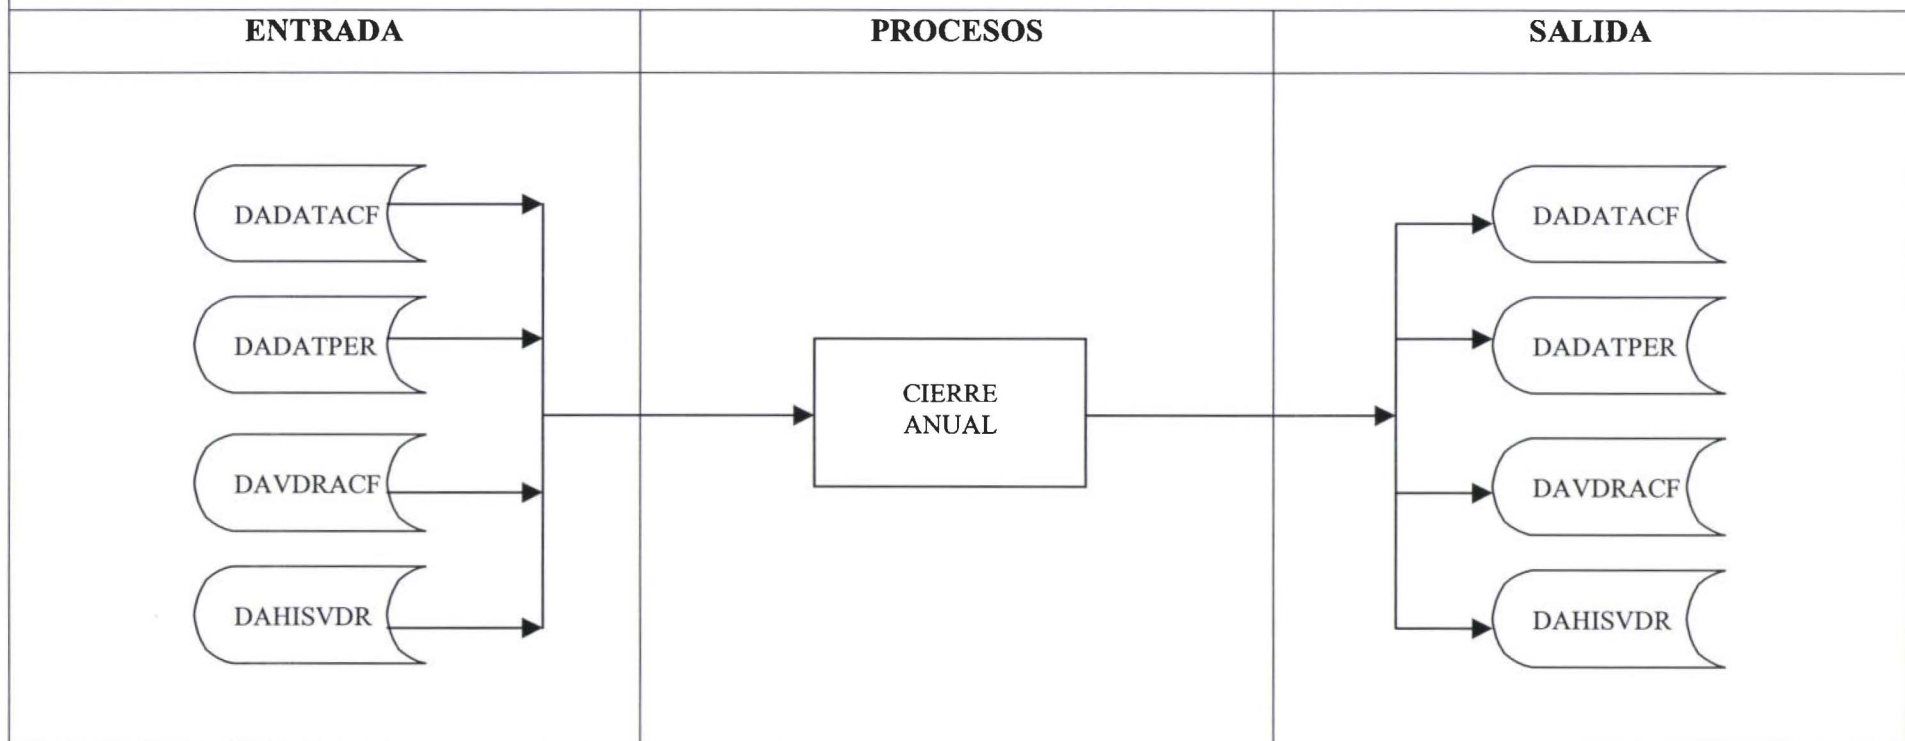 ENTRADA
PROCESOS
SALIDA
DADATACF
DADATPER
DAVDRACF
DAHISVDR
CIERRE
ANUAL
DADATACF
DADATPER
DAVDRACF
DAHISVDR